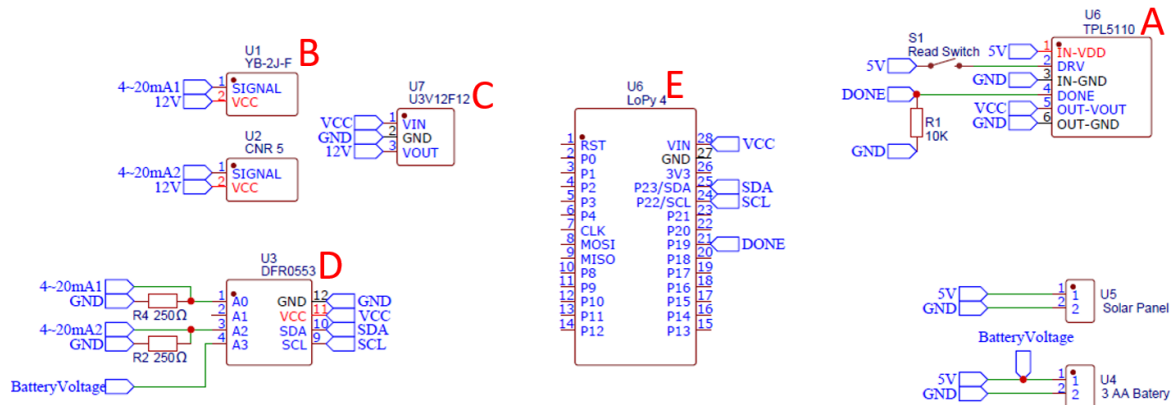 A
B
C
D
E
U1
YB-2J-F
4~20mA1
12V
1
2
SIGNAL
VCC
U2
CNR 5
4~20mA2
12V
1
2
SIGNAL
VCC
U7
U3V12F12
VCC
GND
12V
1
2
3
VIN
GND
VOUT
U3
DFR0553
4~20mA1
GND
R4 250Ω
4~20mA2
GND
R2 250Ω
BatteryVoltage
1 A0
2 A1
3 A2
4 A3
GND 12 GND
VCC 11 VCC
SDA 10 SDA
SCL 9 SCL
U6
LoPy 4
1 RST
2 P0
3 P1
4 P2
5 P3
6 P4
7 CLK
8 MOSI
9 MISO
10 P8
11 P9
12 P10
13 P11
14 P12
VIN 28 VCC
GND 27
3V3 26
P23/SDA 25 SDA
P22/SCL 24 SCL
P21 23
P20 22
P19 21 DONE
P18 20
P17 19
P16 18
P15 17
P14 16
P13 15
U6
TPL5110
S1
Read Switch
5V
5V
GND
DONE
VCC
GND
R1
10K
GND
1 IN-VDD
2 DRV
3 IN-GND
4 DONE
5 OUT-VOUT
6 OUT-GND
5V 1 1
GND 2 2
U5
Solar Panel
BatteryVoltage
5V 1 1
GND 2 2
U4
3 AA Batery